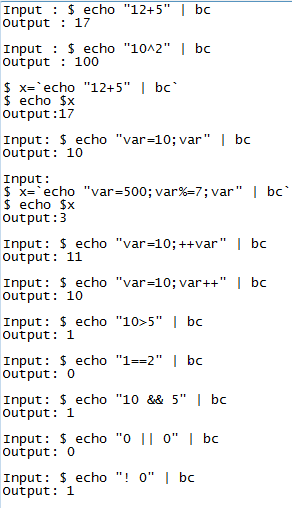 Input : $ echo "12+5" | bc
Output : 17
Input : $ echo "10^2" | bc
Output : 100
$ x=`echo "12+5" | bc`
$ echo $x
Output:17
Input: $ echo "var=10;var" | bc
Output: 10
Input:
$ x=`echo "var=500;var%=7;var" | bc`
$ echo $x
Output:3
Input: $ echo "var=10;++var" | bc
Output: 11
Input: $ echo "var=10;var++" | bc
Output: 10
Input: $ echo "10>5" | bc
Output: 1
Input: $ echo "1==2" | bc
Output: 0
Input: $ echo "10 && 5" | bc
Output: 1
Input: $ echo "0 || 0" | bc
Output: 0
Input: $ echo "! 0" | bc
Output: 1